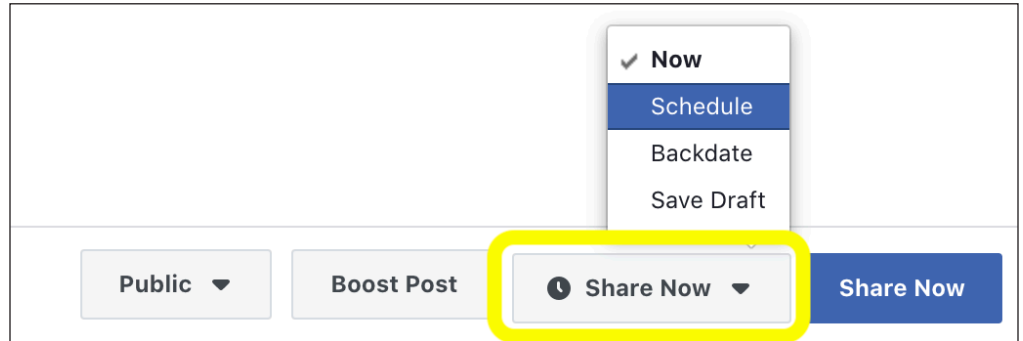 Now
Schedule
Backdate
Save Draft
Public
Boost Post
Share Now
Share Now